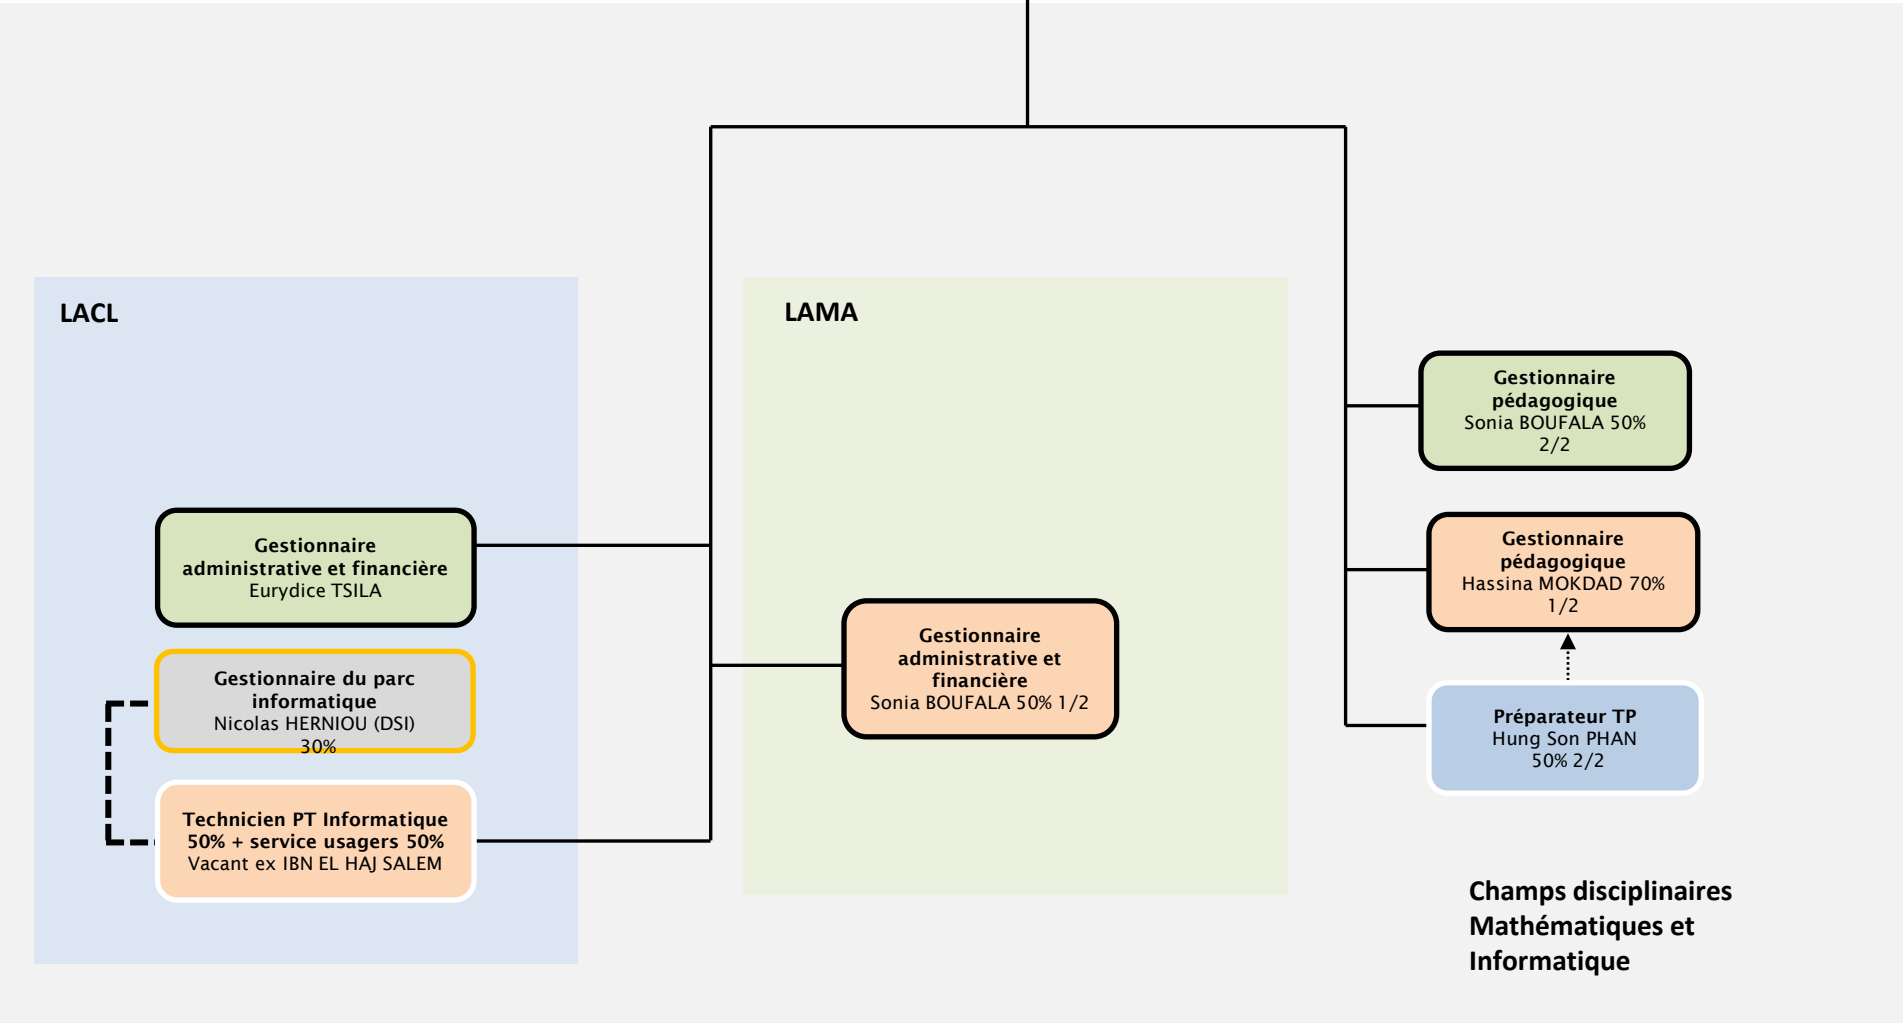 LACL
Gestionnaire
administrative et financière
Eurydice TSILA
Gestionnaire du parc
informatique
Nicolas HERNIOU (DSI)
30%
Technicien PT Informatique
50% + service usagers 50%
Vacant ex IBN EL HAJ SALEM
LAMA
Gestionnaire
administrative et
financière
Sonia BOUFALA 50% 1/2
Gestionnaire
pédagogique
Sonia BOUFALA 50%
2/2
Gestionnaire
pédagogique
Hassina MOKDAD 70%
1/2
Préparateur TP
Hung Son PHAN
50% 2/2
Champs disciplinaires
Mathématiques et
Informatique